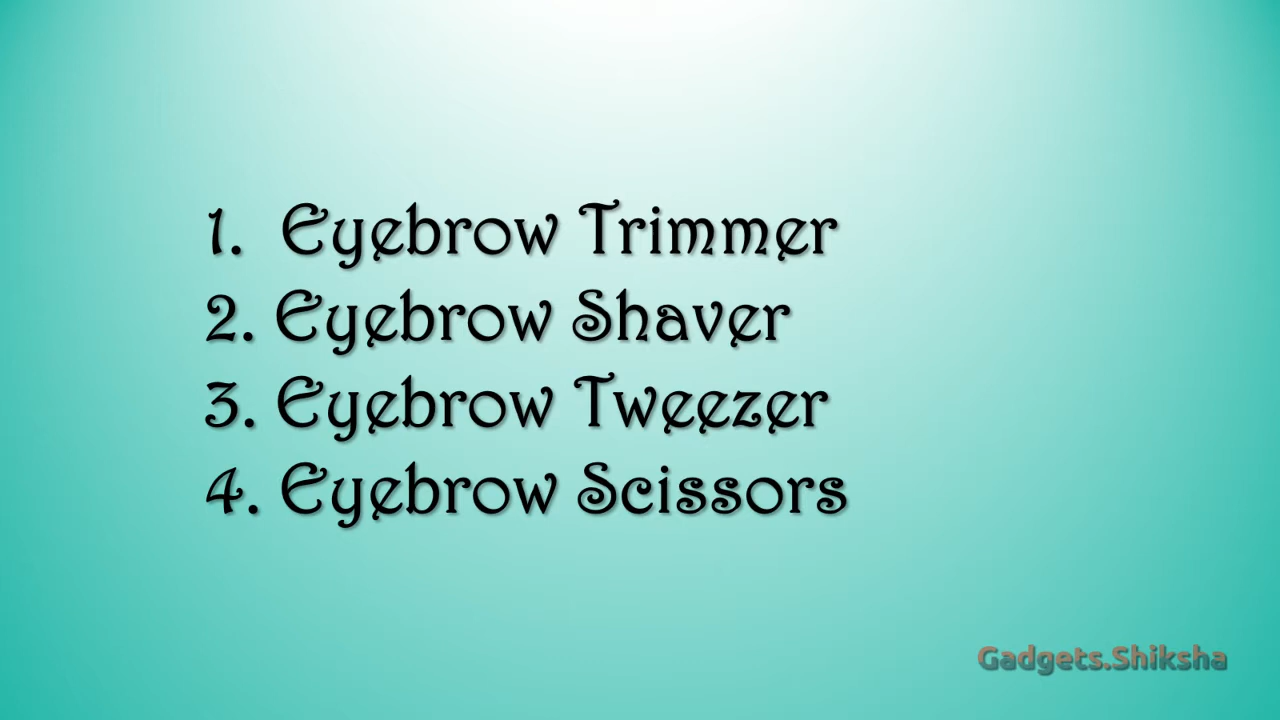 1. Eyebrow Trimmer
2. Eyebrow Shaver
3. Eyebrow Tweezer
4. Eyebrow Scissors
Gadgets.Shiksha